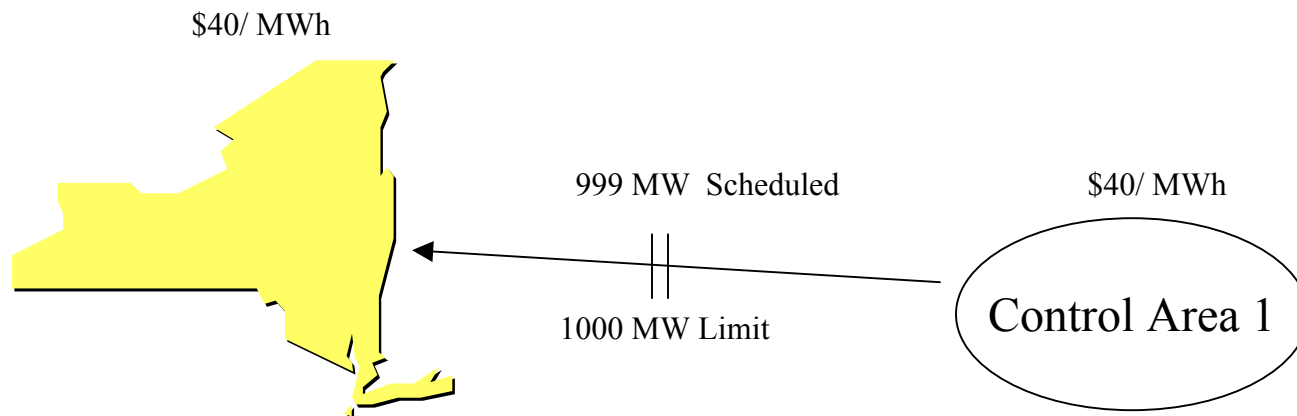 $40/ MWh
999 MW Scheduled
$40/ MWh
1000 MW Limit
Control Area 1